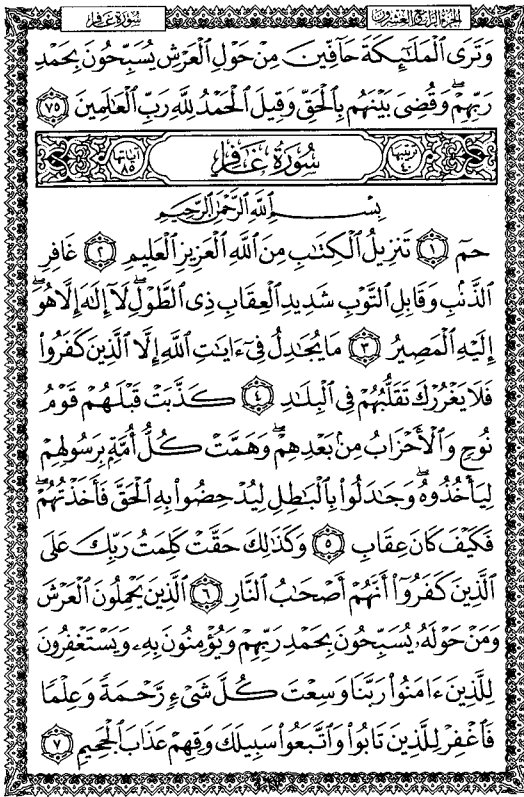 الجزء الرابع والعشرون سورة غافر
وَتَرَى ٱلْمَلَٰٓئِكَةَ حَآفِّينَ مِنْ حَوْلِ ٱلْعَرْشِ يُسَبِّحُونَ بِحَمْدِ
رَبِّهِمْ ۖ وَقُضِىَ بَيْنَهُم بِٱلْحَقِّ وَقِيلَ ٱلْحَمْدُ لِلَّهِ رَبِّ ٱلْعَٰلَمِينَ ٧٥
ترتيبها ٤٠ سُورَةُ غَافِرٍ آياتها ٨٥
بِسْمِ ٱللَّهِ ٱلرَّحْمَٰنِ ٱلرَّحِيمِ
حمٓ ١ تَنزِيلُ ٱلْكِتَٰبِ مِنَ ٱللَّهِ ٱلْعَزِيزِ ٱلْعَلِيمِ ٢ غَافِرِ
ٱلذَّنۢبِ وَقَابِلِ ٱلتَّوْبِ شَدِيدِ ٱلْعِقَابِ ذِى ٱلطَّوْلِ ۖ لَآ إِلَٰهَ إِلَّا هُوَ ۖ
إِلَيْهِ ٱلْمَصِيرُ ٣ مَا يُجَٰدِلُ فِىٓ ءَايَٰتِ ٱللَّهِ إِلَّا ٱلَّذِينَ كَفَرُوا۟
فَلَا يَغْرُرْكَ تَقَلُّبُهُمْ فِى ٱلْبِلَٰدِ ٤ كَذَّبَتْ قَبْلَهُمْ قَوْمُ
نُوحٍ وَٱلْأَحْزَابُ مِنۢ بَعْدِهِمْ ۖ وَهَمَّتْ كُلُّ أُمَّةٍۭ بِرَسُولِهِمْ
لِيَأْخُذُوهُ ۖ وَجَٰدَلُوا۟ بِٱلْبَٰطِلِ لِيُدْحِضُوا۟ بِهِ ٱلْحَقَّ فَأَخَذْتُهُمْ ۖ
فَكَيْفَ كَانَ عِقَابِ ٥ وَكَذَٰلِكَ حَقَّتْ كَلِمَتُ رَبِّكَ عَلَى
ٱلَّذِينَ كَفَرُوٓا۟ أَنَّهُمْ أَصْحَٰبُ ٱلنَّارِ ٦ ٱلَّذِينَ يَحْمِلُونَ ٱلْعَرْشَ
وَمَنْ حَوْلَهُۥ يُسَبِّحُونَ بِحَمْدِ رَبِّهِمْ وَيُؤْمِنُونَ بِهِۦ وَيَسْتَغْفِرُونَ
لِلَّذِينَ ءَامَنُوا۟ رَبَّنَا وَسِعْتَ كُلَّ شَىْءٍ رَّحْمَةً وَعِلْمًا
فَٱغْفِرْ لِلَّذِينَ تَابُوا۟ وَٱتَّبَعُوا۟ سَبِيلَكَ وَقِهِمْ عَذَابَ ٱلْجَحِيمِ ٧